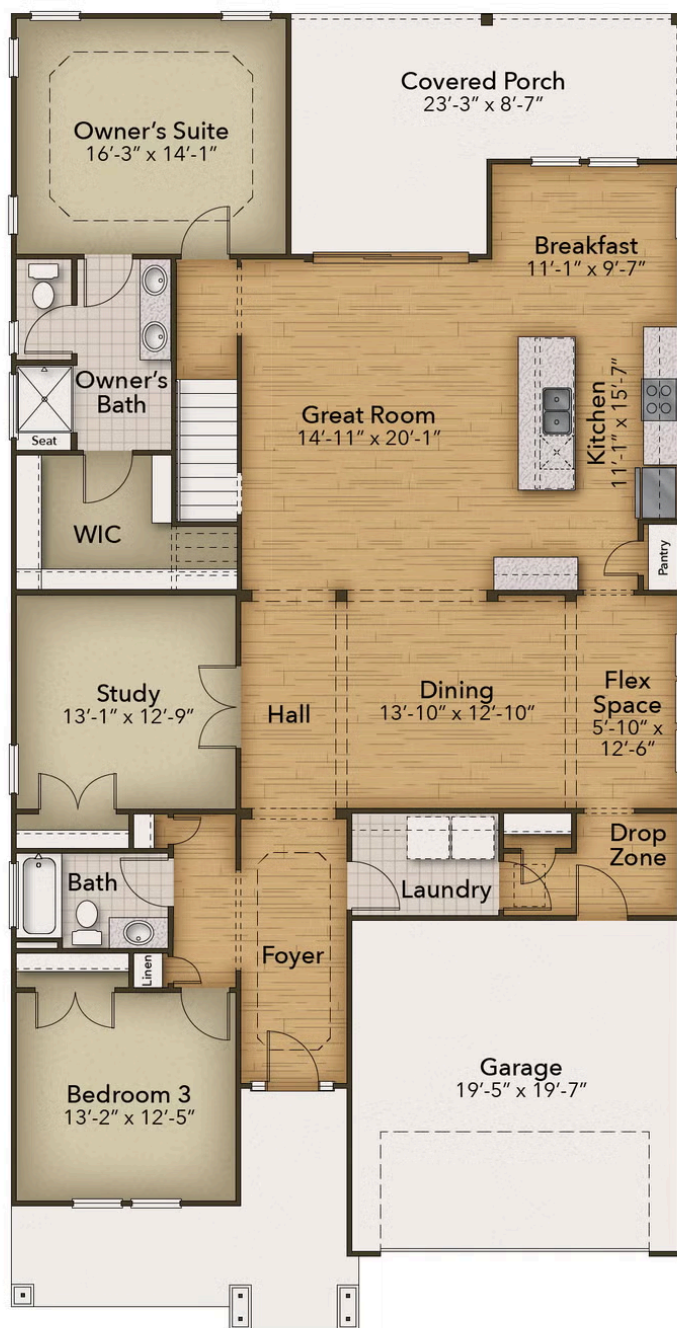 Covered Porch
23'-3" x 8'-7"
Owner's Suite
16'-3" x 14'-1"
Breakfast
11'-1" x 9'-7"
Owner's
Bath
Seat
Great Room
14'-11" x 20'-1"
Kitchen
11'-1" x 15'-7"
WIC
Pantry
Study
13'-1" x 12'-9"
Hall
Dining
13'-10" x 12'-10"
Flex
Space
5'-10" x
12'-6"
Drop
Zone
Bath
Laundry
Linen
Foyer
Bedroom 3
13'-2" x 12'-5"
Garage
19'-5" x 19'-7"